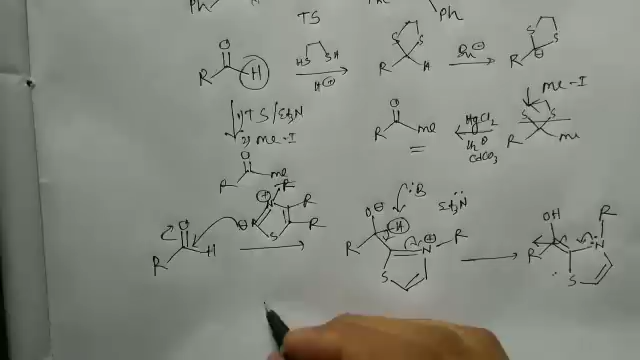 Ph Ph Ph
TS
O
R H HS SH H⊕ S S R H Bu⊖ S S R ⊖
Me-I
1) TS/Et3N
2) Me-I
O R Me HgCl2 H2O CdCO3 S S R Me
O R Me
O R H ⊖ N ⊕ R R R S
O⊖ H :B Et3N R N ⊕ R S
OH R N R S